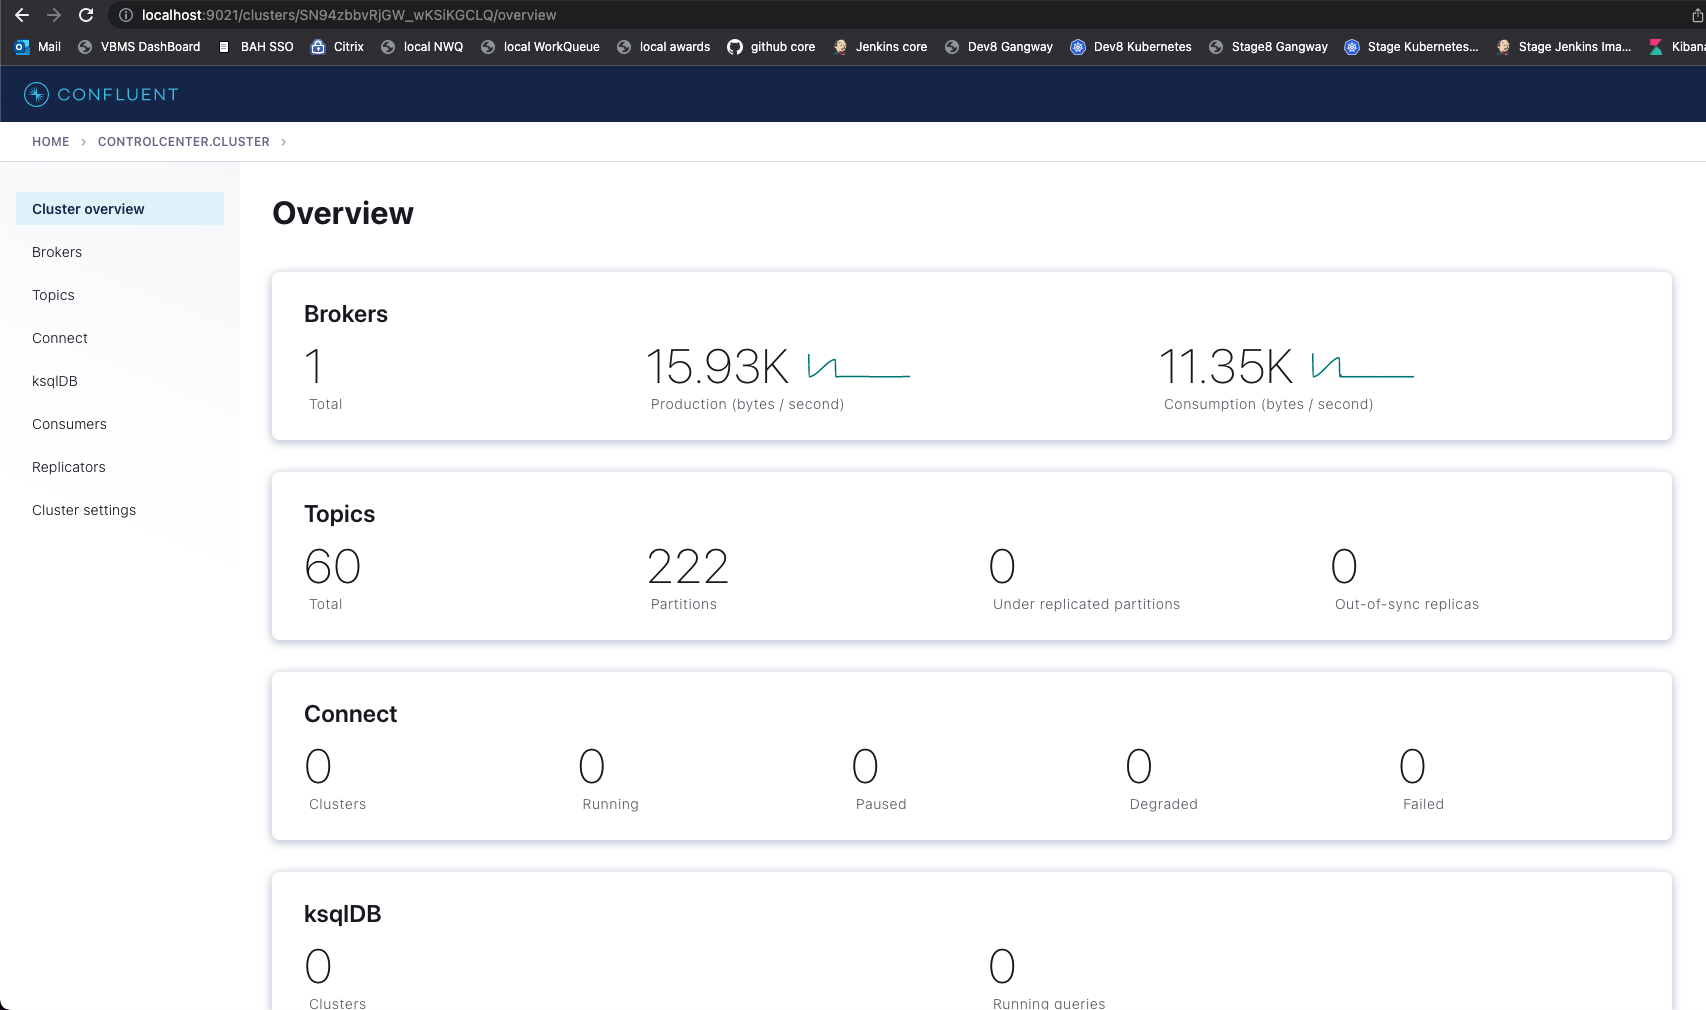 localhost:9021/clusters/SN94zbbvRjGW_wKSiKGCLQ/overview
Mail VBMS DashBoard BAH SSO Citrix local NWQ local WorkQueue local awards github core Jenkins core Dev8 Gangway Dev8 Kubernetes Stage8 Gangway Stage Kubernetes... Stage Jenkins Ima... Kibana
CONFLUENT
HOME > CONTROLCENTER.CLUSTER >
Cluster overview
Brokers
Topics
Connect
ksqlDB
Consumers
Replicators
Cluster settings
Overview
Brokers
1 15.93K 11.35K
Total Production (bytes / second) Consumption (bytes / second)
Topics
60 222 0 0
Total Partitions Under replicated partitions Out-of-sync replicas
Connect
0 0 0 0 0
Clusters Running Paused Degraded Failed
ksqlDB
0 0
Clusters Running queries